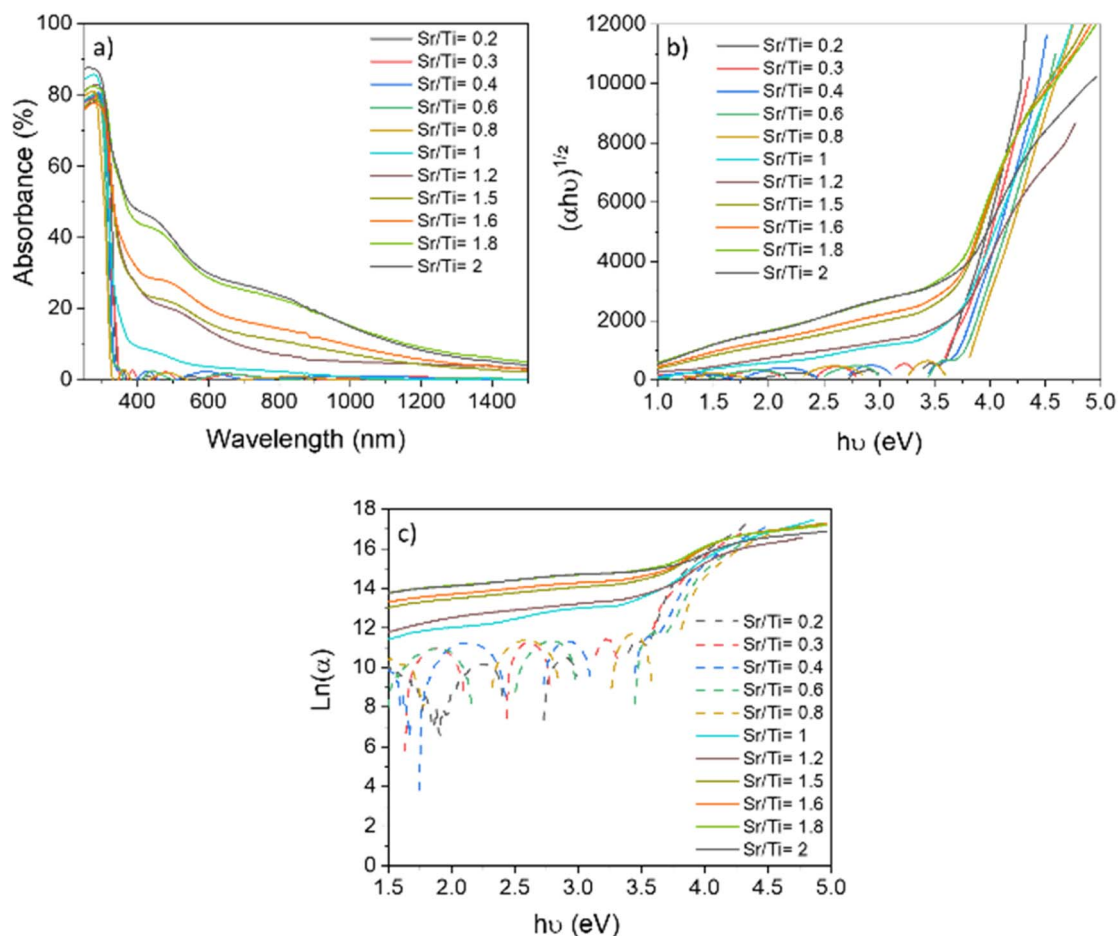 a)
Absorbance (%)
100
80
60
40
20
0
400 600 800 1000 1200 1400
Wavelength (nm)
Sr/Ti= 0.2
Sr/Ti= 0.3
Sr/Ti= 0.4
Sr/Ti= 0.6
Sr/Ti= 0.8
Sr/Ti= 1
Sr/Ti= 1.2
Sr/Ti= 1.5
Sr/Ti= 1.6
Sr/Ti= 1.8
Sr/Ti= 2
b)
(αhυ)^1/2
12000
10000
8000
6000
4000
2000
0
1.0 1.5 2.0 2.5 3.0 3.5 4.0 4.5 5.0
hυ (eV)
Sr/Ti= 0.2
Sr/Ti= 0.3
Sr/Ti= 0.4
Sr/Ti= 0.6
Sr/Ti= 0.8
Sr/Ti= 1
Sr/Ti= 1.2
Sr/Ti= 1.5
Sr/Ti= 1.6
Sr/Ti= 1.8
Sr/Ti= 2
c)
Ln(α)
18
16
14
12
10
8
6
4
2
0
1.5 2.0 2.5 3.0 3.5 4.0 4.5 5.0
hυ (eV)
Sr/Ti= 0.2
Sr/Ti= 0.3
Sr/Ti= 0.4
Sr/Ti= 0.6
Sr/Ti= 0.8
Sr/Ti= 1
Sr/Ti= 1.2
Sr/Ti= 1.5
Sr/Ti= 1.6
Sr/Ti= 1.8
Sr/Ti= 2